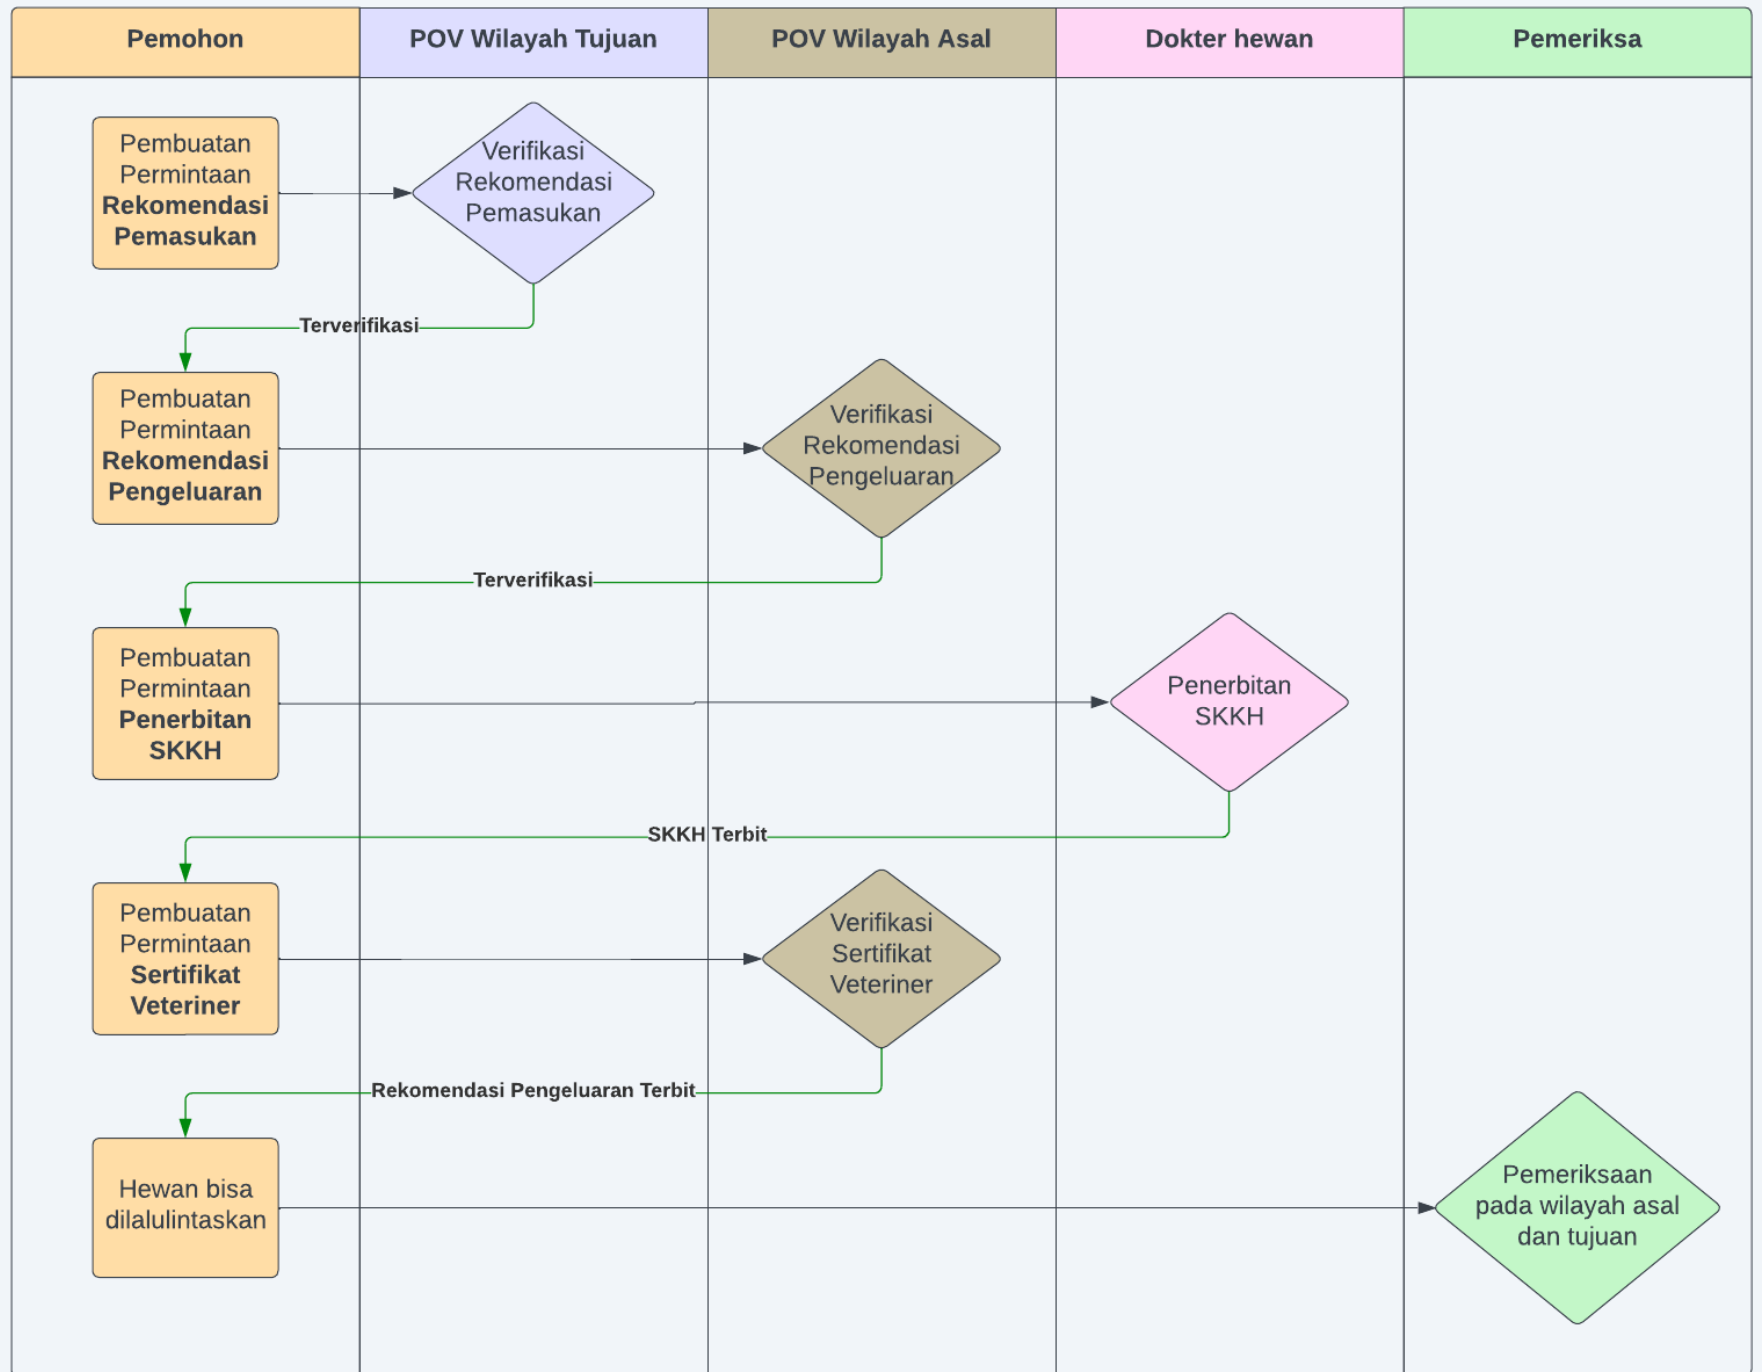 Pemohon
POV Wilayah Tujuan
POV Wilayah Asal
Dokter hewan
Pemeriksa
Pembuatan
Permintaan
Rekomendasi
Pemasukan
Verifikasi
Rekomendasi
Pemasukan
Terverifikasi
Pembuatan
Permintaan
Rekomendasi
Pengeluaran
Verifikasi
Rekomendasi
Pengeluaran
Terverifikasi
Pembuatan
Permintaan
Penerbitan
SKKH
Penerbitan
SKKH
SKKH Terbit
Pembuatan
Permintaan
Sertifikat
Veteriner
Verifikasi
Sertifikat
Veteriner
Rekomendasi Pengeluaran Terbit
Hewan bisa
dilalulintaskan
Pemeriksaan
pada wilayah asal
dan tujuan